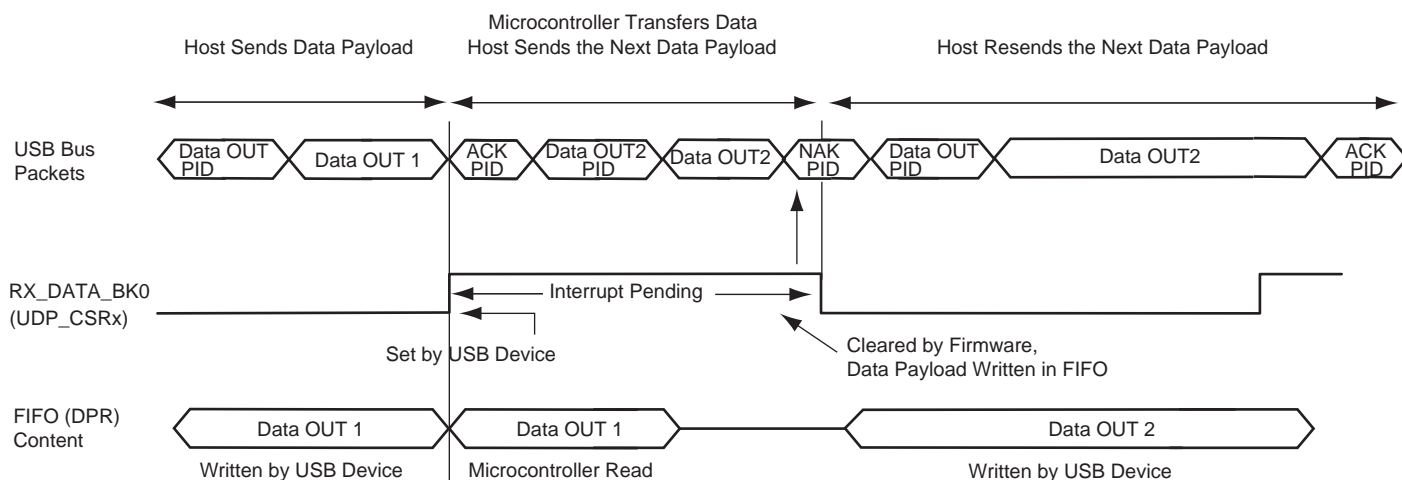 Microcontroller Transfers Data
Host Sends Data Payload
Host Sends the Next Data Payload
Host Resends the Next Data Payload
USB Bus
Packets
Data OUT
PID
Data OUT 1
ACK
PID
Data OUT2
PID
Data OUT2
NAK
PID
Data OUT
PID
Data OUT2
ACK
PID
RX_DATA_BK0
(UDP_CSRx)
Interrupt Pending
Set by USB Device
Cleared by Firmware,
Data Payload Written in FIFO
FIFO (DPR)
Content
Data OUT 1
Data OUT 1
Data OUT 2
Written by USB Device
Microcontroller Read
Written by USB Device